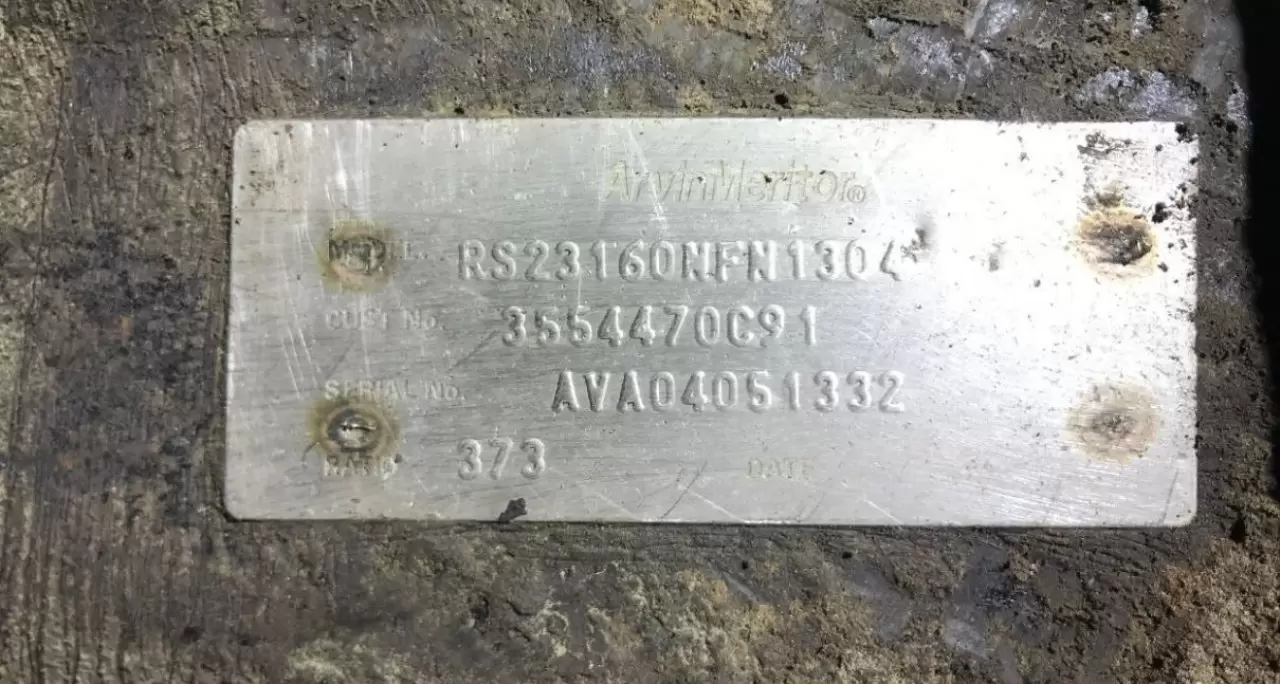 ArvinMeritor®
MODEL. RS23160NFN1304
CUST No. 3554470C91
SERIAL No. AVA04051332
RATIO 373 DATE